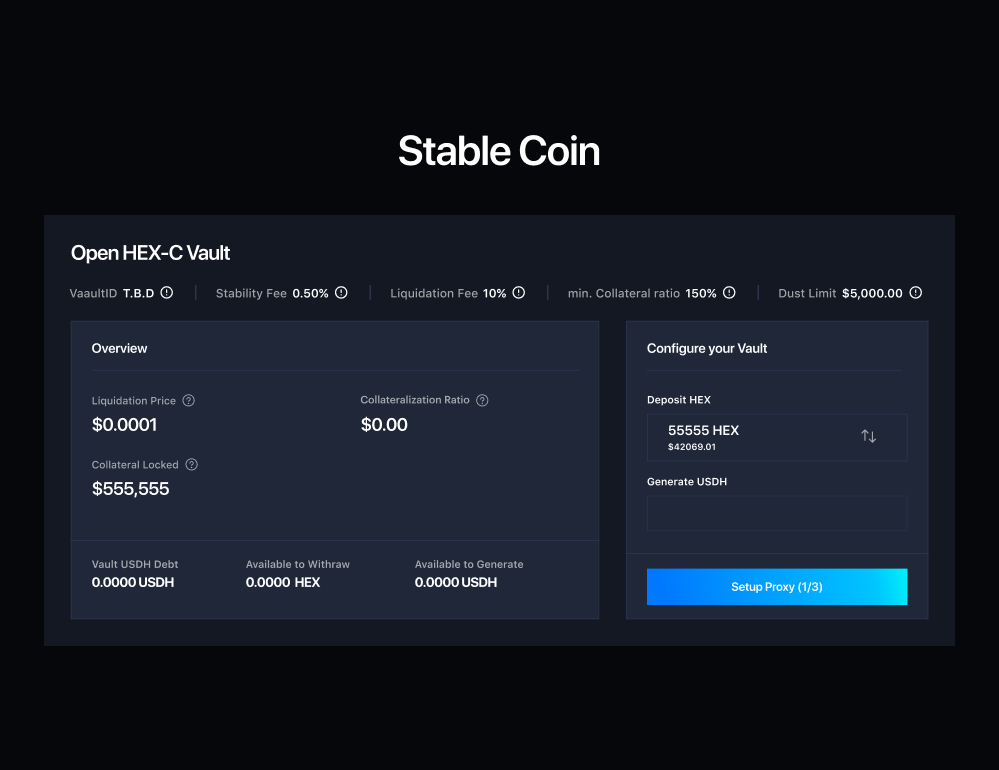 Stable Coin
Open HEX-C Vault
VaaultID T.B.D | Stability Fee 0.50% | Liquidation Fee 10% | min. Collateral ratio 150% | Dust Limit $5,000.00
Overview
Liquidation Price
Collateralization Ratio
$0.0001
$0.00
Collateral Locked
$555,555
Vault USDH Debt
Available to Withraw
Available to Generate
0.0000 USDH
0.0000 HEX
0.0000 USDH
Configure your Vault
Deposit HEX
55555 HEX
$42069.01
Generate USDH
Setup Proxy (1/3)